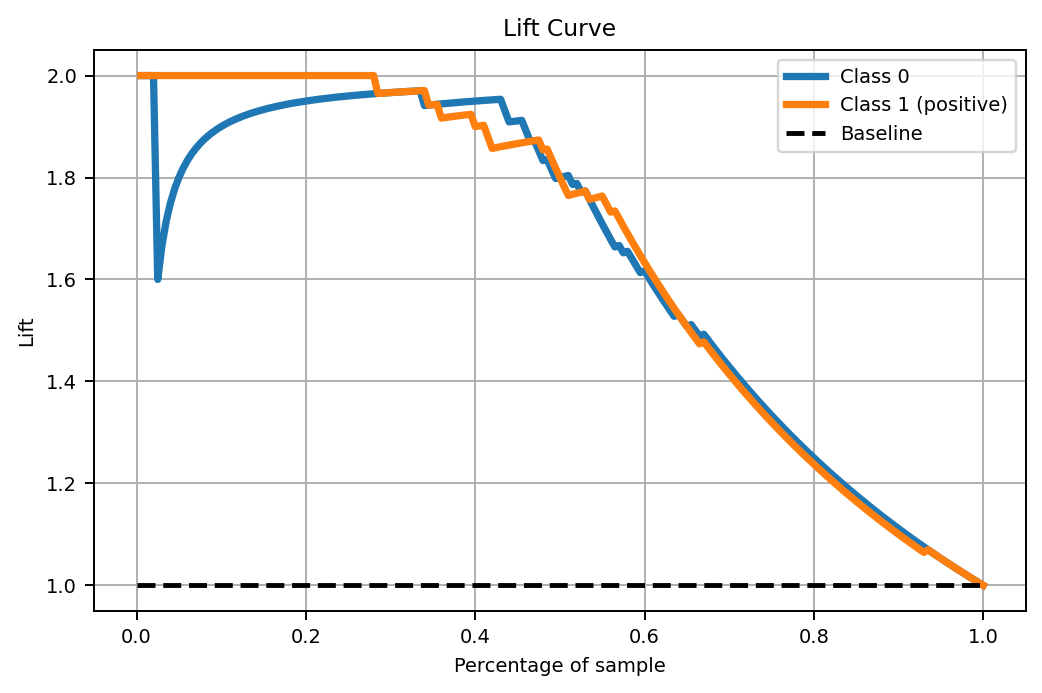 Lift Curve
Class 0
Class 1 (positive)
Baseline
Lift
2.0
1.8
1.6
1.4
1.2
1.0
0.0 0.2 0.4 0.6 0.8 1.0
Percentage of sample